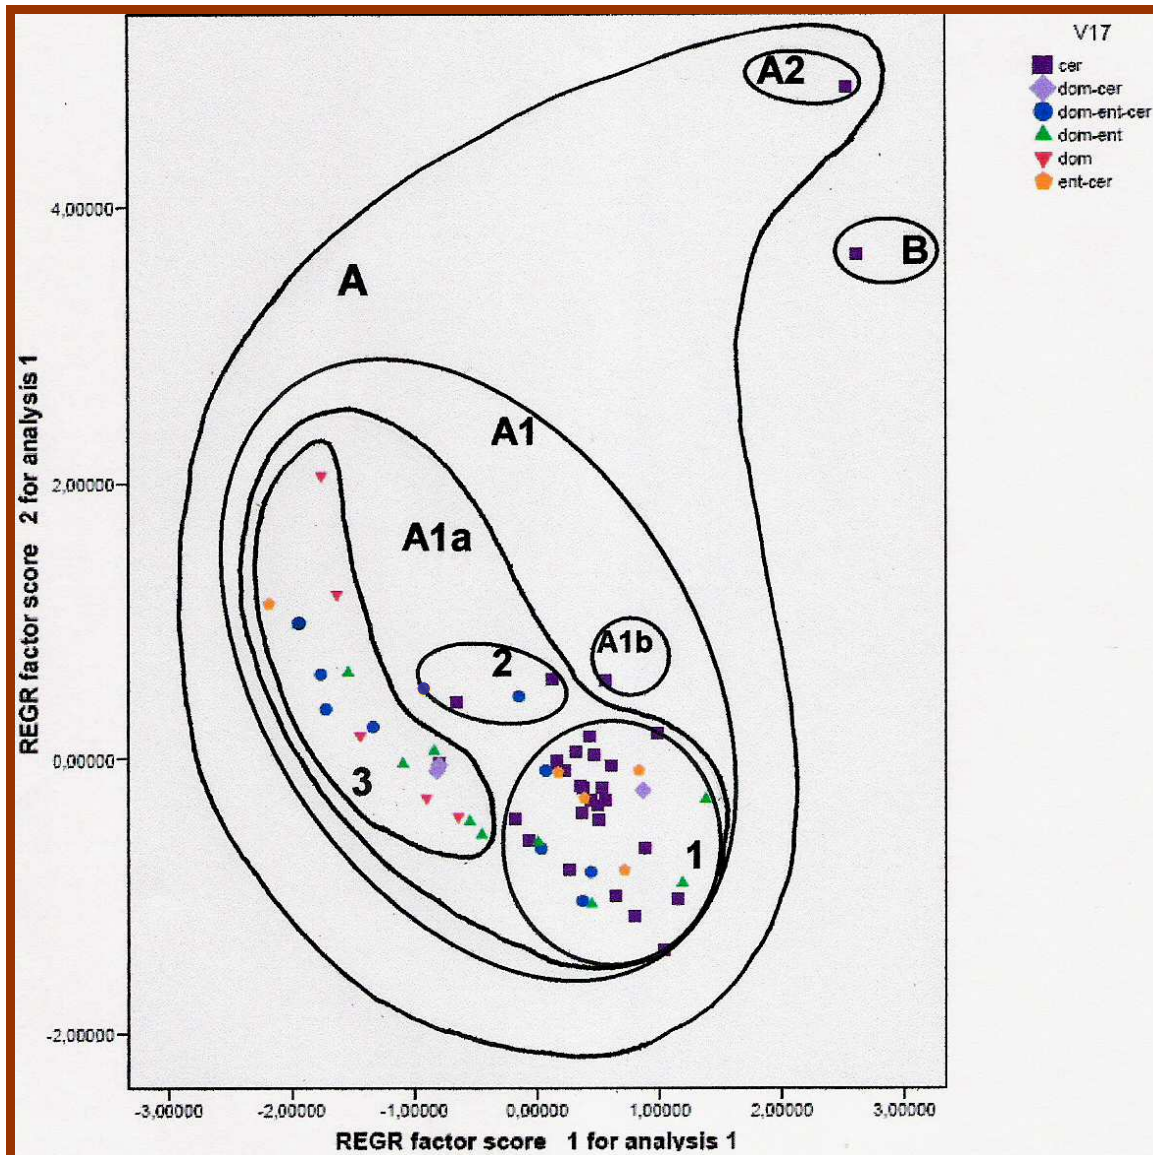 V17
cer
dom-cer
dom-ent-cer
dom-ent
dom
ent-cer
A2
B
A
A1
A1a
A1b
2
3
1
REGR factor score 2 for analysis 1
4,00000
2,00000
0,00000
-2,00000
-3,00000 -2,00000 -1,00000 0,00000 1,00000 2,00000 3,00000
REGR factor score 1 for analysis 1